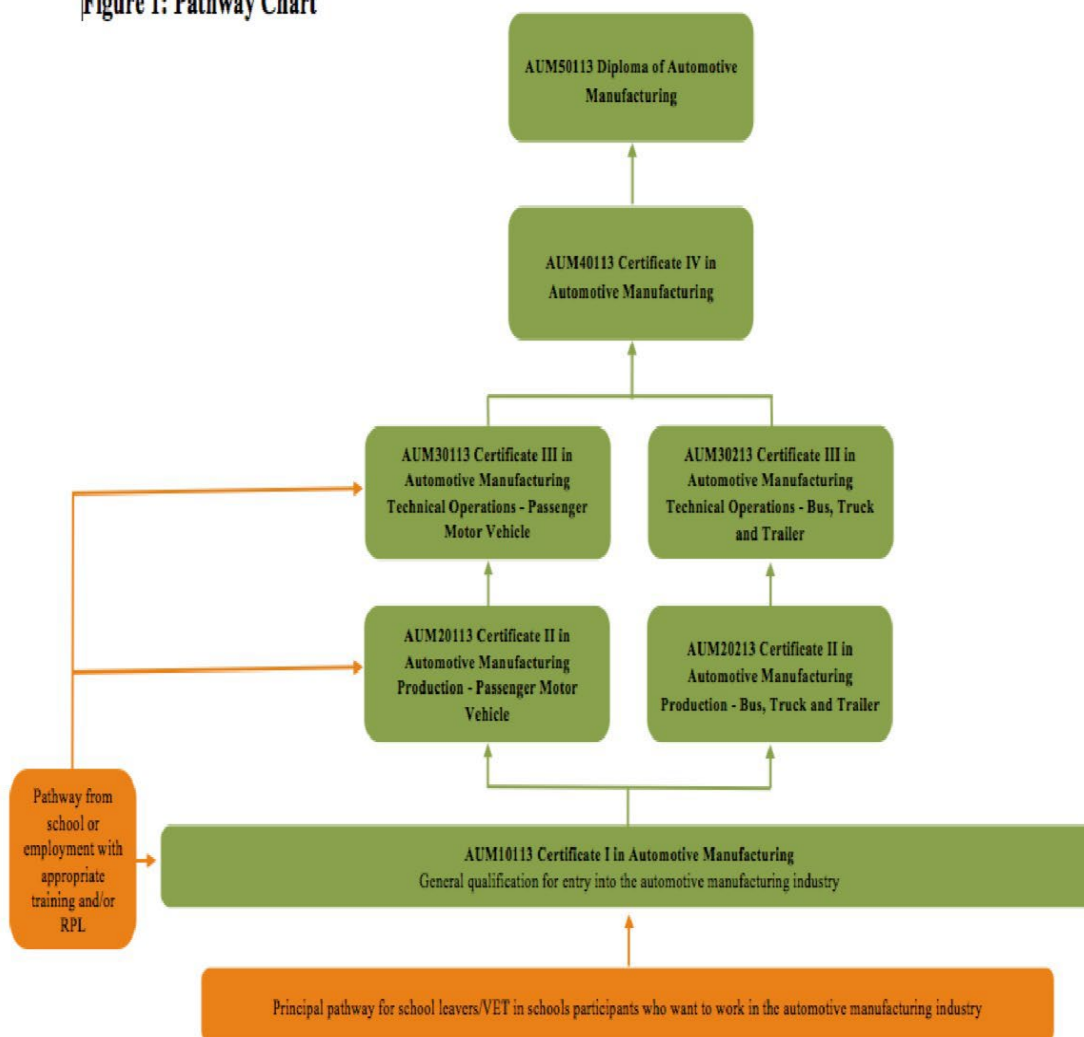 Figure 1: Pathway Chart
AUM50113 Diploma of Automotive
Manufacturing
AUM40113 Certificate IV in
Automotive Manufacturing
AUM30113 Certificate III in
Automotive Manufacturing
Technical Operations - Passenger
Motor Vehicle
AUM30213 Certificate III in
Automotive Manufacturing
Technical Operations - Bus, Truck
and Trailer
AUM20113 Certificate II in
Automotive Manufacturing
Production - Passenger Motor
Vehicle
AUM20213 Certificate II in
Automotive Manufacturing
Production - Bus, Truck and Trailer
Pathway from
school or
employment with
appropriate
training and/or
RPL
AUM10113 Certificate I in Automotive Manufacturing
General qualification for entry into the automotive manufacturing industry
Principal pathway for school leavers/VET in schools participants who want to work in the automotive manufacturing industry